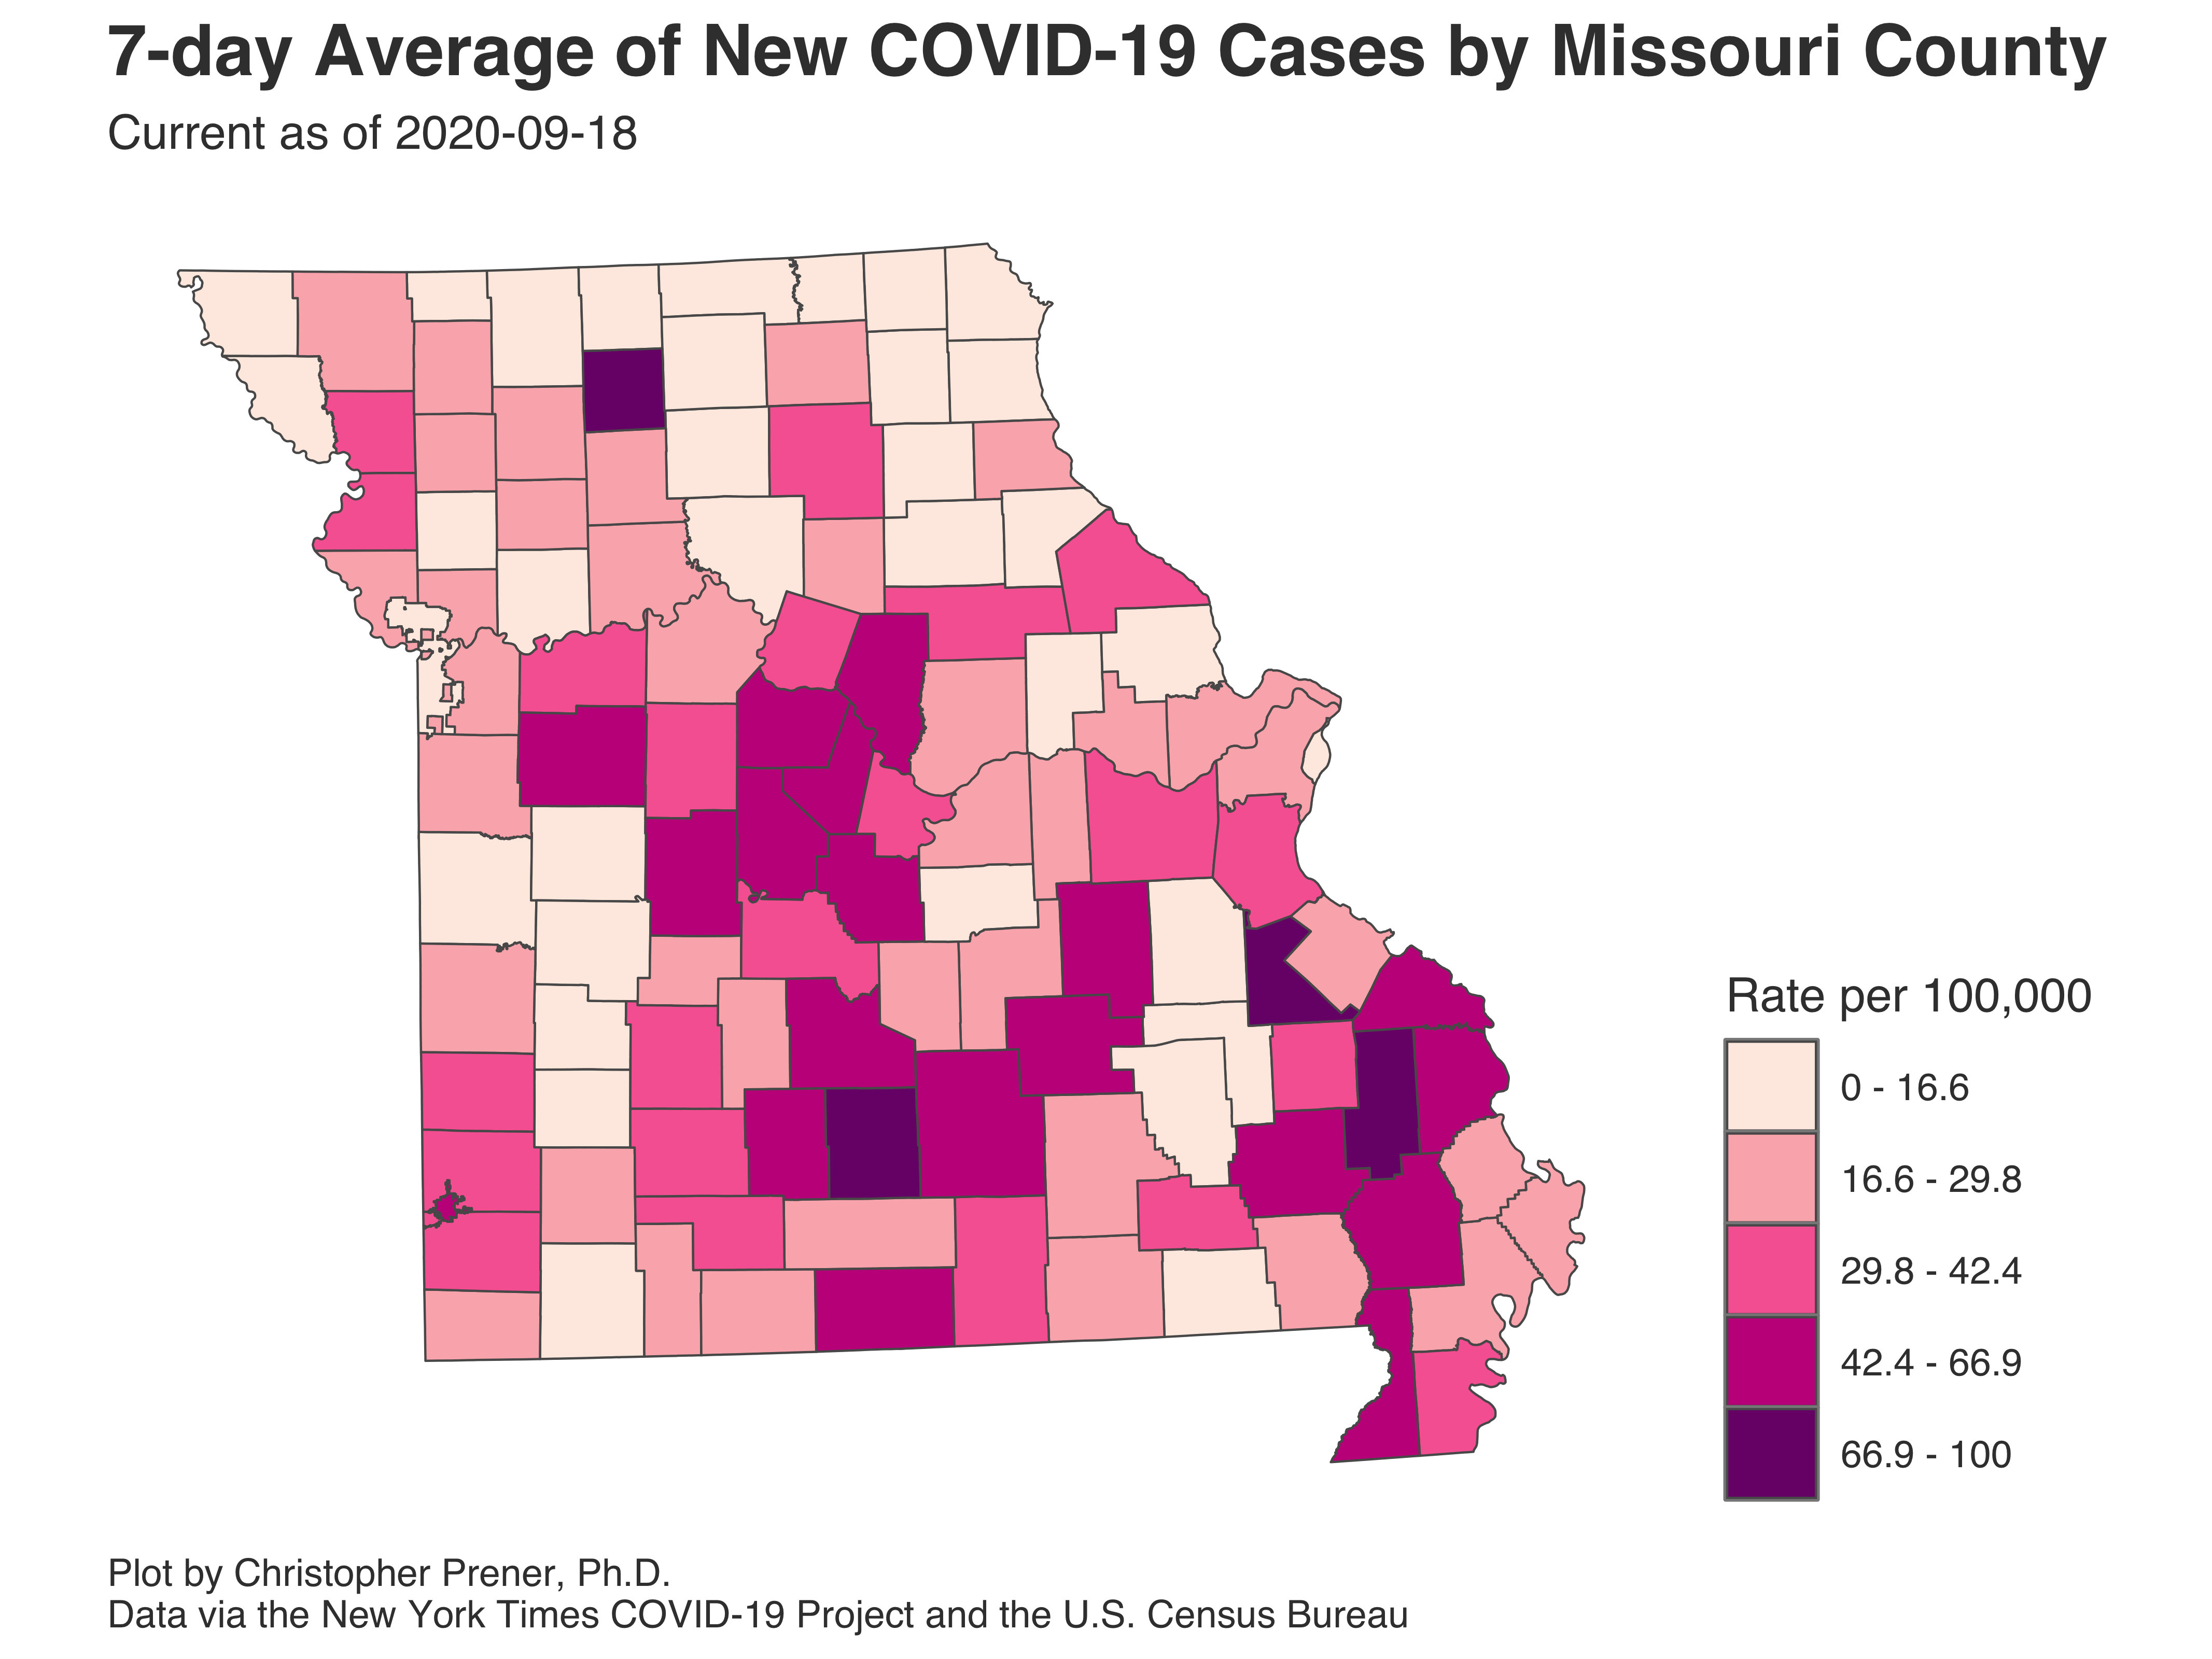 7-day Average of New COVID-19 Cases by Missouri County
Current as of 2020-09-18
Rate per 100,000
0 - 16.6
16.6 - 29.8
29.8 - 42.4
42.4 - 66.9
66.9 - 100
Plot by Christopher Prener, Ph.D.
Data via the New York Times COVID-19 Project and the U.S. Census Bureau